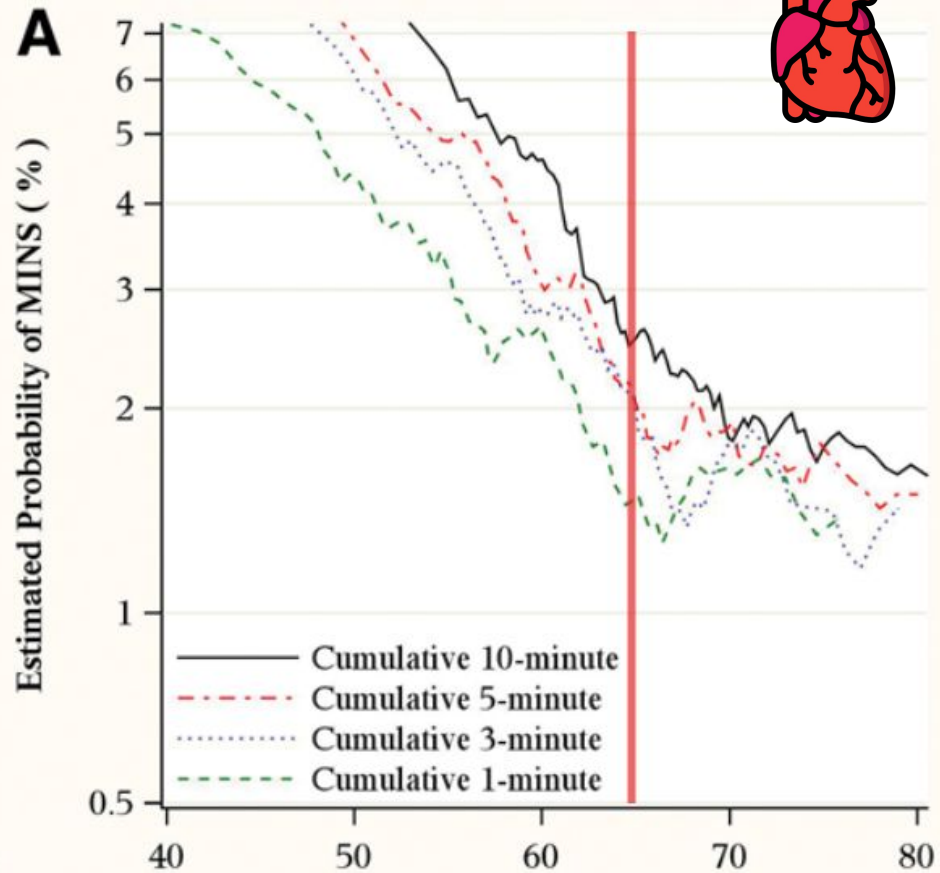 A
Estimated Probability of MINS ( % )
7
6
5
4
3
2
1
0.5
Cumulative 10-minute
Cumulative 5-minute
Cumulative 3-minute
Cumulative 1-minute
40 50 60 70 80